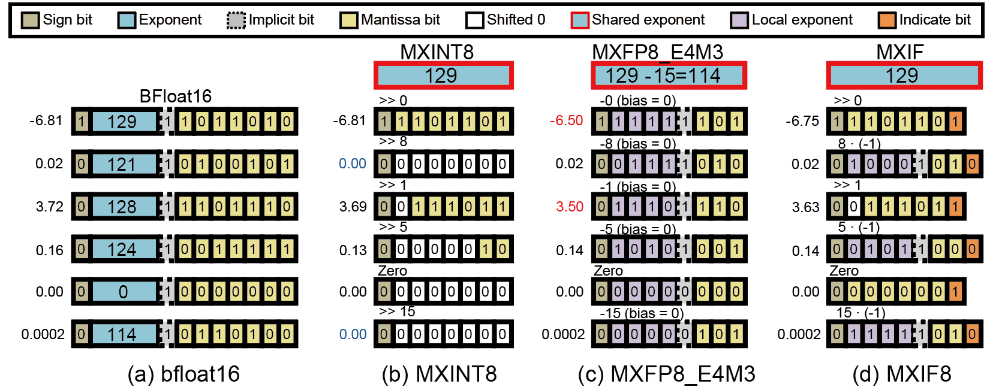 Sign bit Exponent Implicit bit Mantissa bit Shifted 0 Shared exponent Local exponent Indicate bit
MXINT8 MXFP8_E4M3 MXIF
129 129 -15=114 129
BFloat16 >> 0 -0 (bias = 0) >> 0
-6.81 1 129 1 1 0 1 1 0 1 0 -6.81 1 1 1 0 1 1 0 1 -6.50 1 1 1 1 1 1 1 0 1 -6.75 1 1 1 0 1 1 0 1
>> 8 -8 (bias = 0) 8 · (-1)
0.02 0 121 1 0 1 0 0 1 0 1 0.00 0 0 0 0 0 0 0 0 0.02 0 0 1 1 1 1 0 1 0 0.02 0 1 0 0 0 1 0 1 0
>> 1 -1 (bias = 0) >> 1
3.72 0 128 1 1 1 0 1 1 1 0 3.69 0 0 1 1 1 0 1 1 3.50 0 1 1 1 0 1 1 1 0 3.63 0 0 1 1 1 0 1 1
>> 5 -5 (bias = 0) 5 · (-1)
0.16 0 124 1 0 0 1 1 1 1 1 0.13 0 0 0 0 0 0 1 0 0.14 0 1 0 1 0 1 0 0 1 0.14 0 0 1 0 1 1 0 0 0
Zero Zero Zero
0.00 0 0 1 0 0 0 0 0 0 0 0.00 0 0 0 0 0 0 0 0 0.00 0 0 0 0 0 0 0 0 0 0.00 0 0 0 0 0 0 0 1
>> 15 -15 (bias = 0) 15 · (-1)
0.0002 0 114 1 0 1 1 0 1 0 0 0.00 0 0 0 0 0 0 0 0 0.0002 0 0 0 0 0 0 1 0 1 0.0002 0 1 1 1 1 1 0 1 0
(a) bfloat16 (b) MXINT8 (c) MXFP8_E4M3 (d) MXIF8